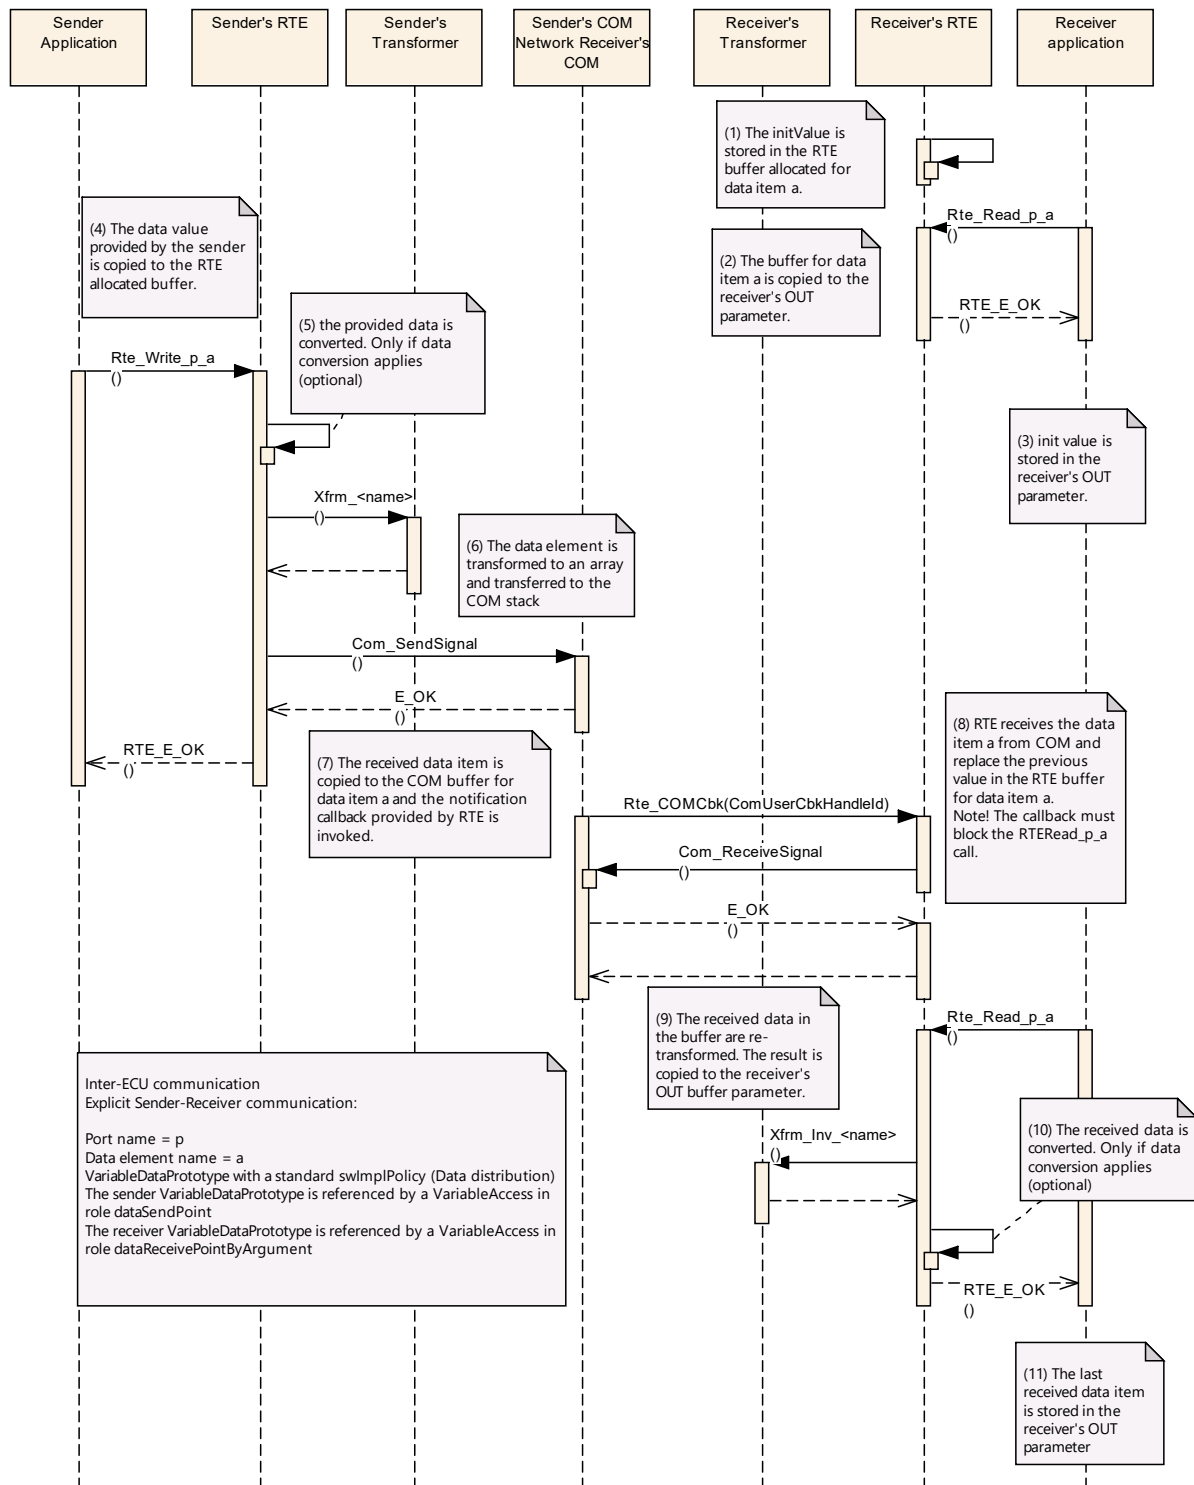 Sender
Application
Sender's RTE
Sender's
Transformer
Sender's COM
Network Receiver's
COM
Receiver's
Transformer
Receiver's RTE
Receiver
application
(1) The initValue is
stored in the RTE
buffer allocated for
data item a.
Rte_Read_p_a
()
(4) The data value
provided by the sender
is copied to the RTE
allocated buffer.
(2) The buffer for data
item a is copied to the
receiver's OUT
parameter.
RTE_E_OK
()
(5) the provided data is
converted. Only if data
conversion applies
(optional)
Rte_Write_p_a
()
(3) init value is
stored in the
receiver's OUT
parameter.
Xfrm_<name>
()
(6) The data element is
transformed to an array
and transferred to the
COM stack
Com_SendSignal
()
E_OK
()
RTE_E_OK
()
(7) The received data item is
copied to the COM buffer for
data item a and the notification
callback provided by RTE is
invoked.
(8) RTE receives the data
item a from COM and
replace the previous
value in the RTE buffer
for data item a.
Note! The callback must
block the RTERead_p_a
call.
Rte_COMCbk(ComUserCbkHandleId)
Com_ReceiveSignal
()
E_OK
()
(9) The received data in
the buffer are re-
transformed. The result is
copied to the receiver's
OUT buffer parameter.
Rte_Read_p_a
()
Inter-ECU communication
Explicit Sender-Receiver communication:
Port name = p
Data element name = a
VariableDataPrototype with a standard swImplPolicy (Data distribution)
The sender VariableDataPrototype is referenced by a VariableAccess in
role dataSendPoint
The receiver VariableDataPrototype is referenced by a VariableAccess in
role dataReceivePointByArgument
(10) The received data is
converted. Only if data
conversion applies
(optional)
Xfrm_Inv_<name>
()
RTE_E_OK
()
(11) The last
received data item
is stored in the
receiver's OUT
parameter